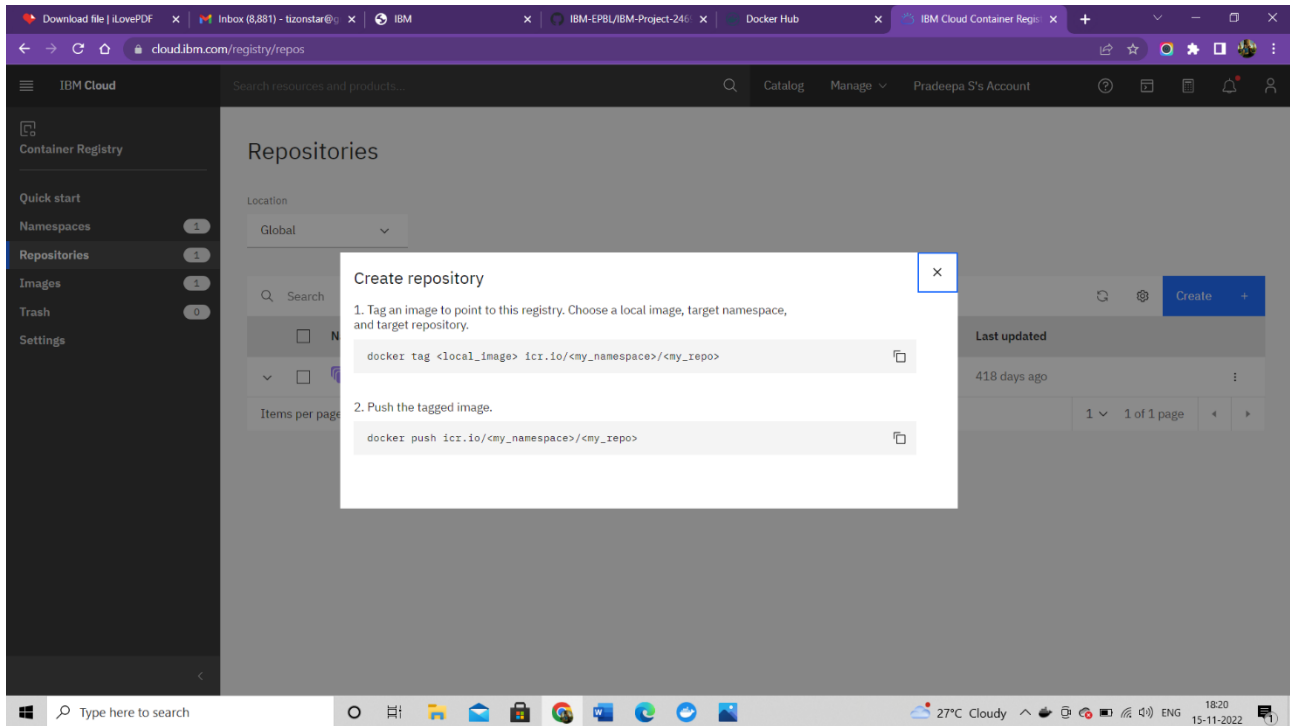 Download file | iLovePDF
Inbox (8,881) - tizonstar@g
IBM
IBM-EPBL/IBM-Project-246
Docker Hub
IBM Cloud Container Regis
cloud.ibm.com/registry/repos
IBM Cloud
Search resources and products...
Catalog
Manage
Pradeepa S's Account
Container Registry
Quick start
Namespaces 1
Repositories 1
Images 1
Trash 0
Settings
Repositories
Location
Global
Search
Create +
N
Last updated
418 days ago
Items per page
1
1 of 1 page
Create repository
1. Tag an image to point to this registry. Choose a local image, target namespace,
and target repository.
docker tag <local_image> icr.io/<my_namespace>/<my_repo>
2. Push the tagged image.
docker push icr.io/<my_namespace>/<my_repo>
Type here to search
27°C Cloudy
ENG
18:20
15-11-2022
1